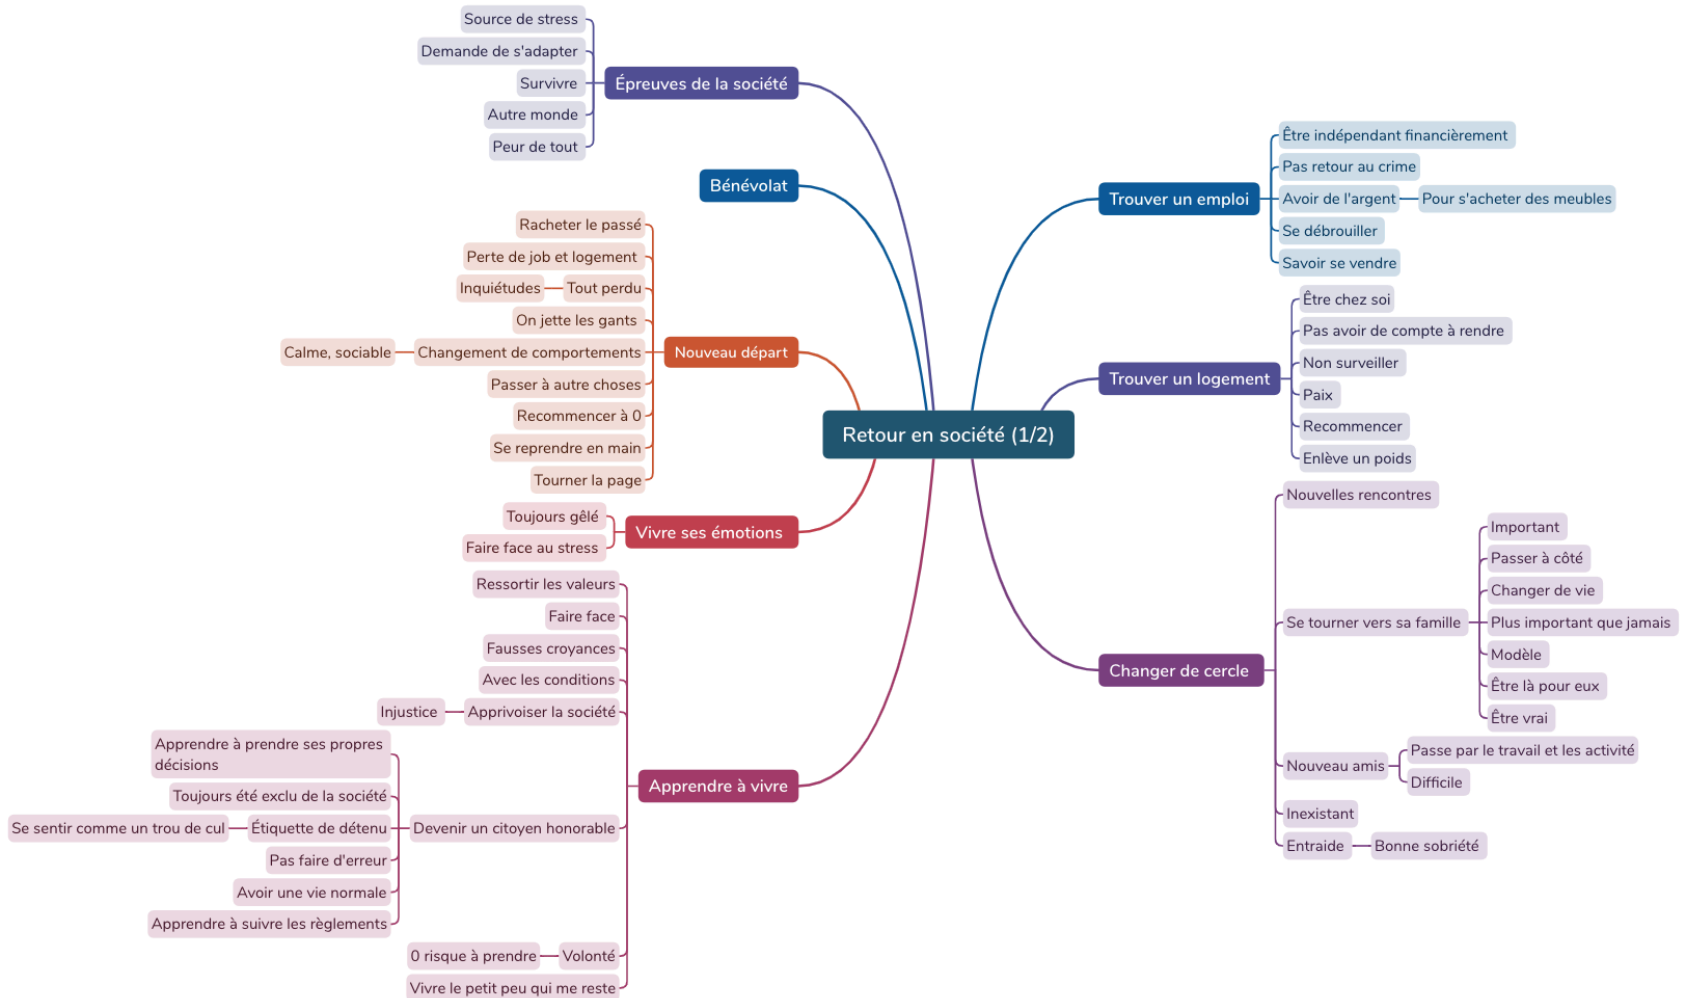 Retour en société (1/2)
Épreuves de la société
Source de stress
Demande de s'adapter
Survivre
Autre monde
Peur de tout
Bénévolat
Nouveau départ
Racheter le passé
Perte de job et logement
Tout perdu
Inquiétudes
On jette les gants
Changement de comportements
Calme, sociable
Passer à autre choses
Recommencer à 0
Se reprendre en main
Tourner la page
Vivre ses émotions
Toujours gêlé
Faire face au stress
Apprendre à vivre
Ressortir les valeurs
Faire face
Fausses croyances
Avec les conditions
Apprivoiser la société
Injustice
Devenir un citoyen honorable
Apprendre à prendre ses propres
décisions
Toujours été exclu de la société
Étiquette de détenu
Se sentir comme un trou de cul
Pas faire d'erreur
Avoir une vie normale
Apprendre à suivre les règlements
Volonté
0 risque à prendre
Vivre le petit peu qui me reste
Trouver un emploi
Être indépendant financièrement
Pas retour au crime
Avoir de l'argent
Pour s'acheter des meubles
Se débrouiller
Savoir se vendre
Trouver un logement
Être chez soi
Pas avoir de compte à rendre
Non surveiller
Paix
Recommencer
Enlève un poids
Changer de cercle
Nouvelles rencontres
Se tourner vers sa famille
Important
Passer à côté
Changer de vie
Plus important que jamais
Modèle
Être là pour eux
Être vrai
Nouveau amis
Passe par le travail et les activité
Difficile
Inexistant
Entraide
Bonne sobriété